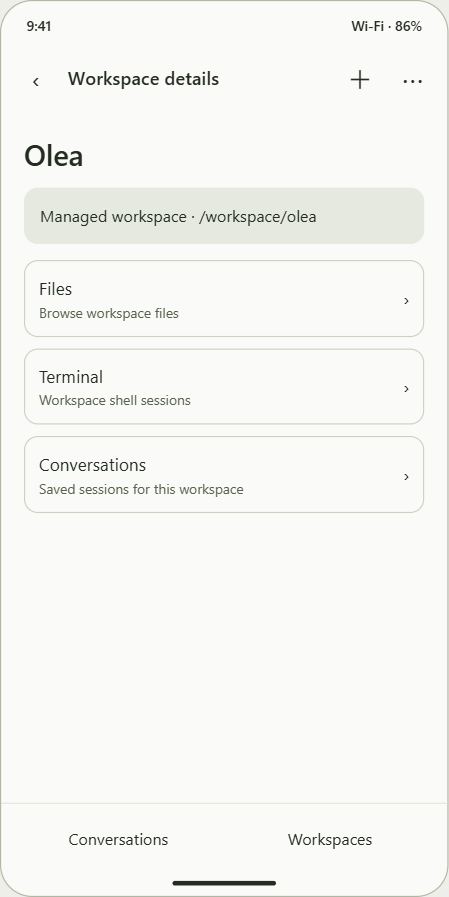 9:41
Wi-Fi · 86%
‹ Workspace details + ...
Olea
Managed workspace · /workspace/olea
Files
Browse workspace files
›
Terminal
Workspace shell sessions
›
Conversations
Saved sessions for this workspace
›
Conversations
Workspaces